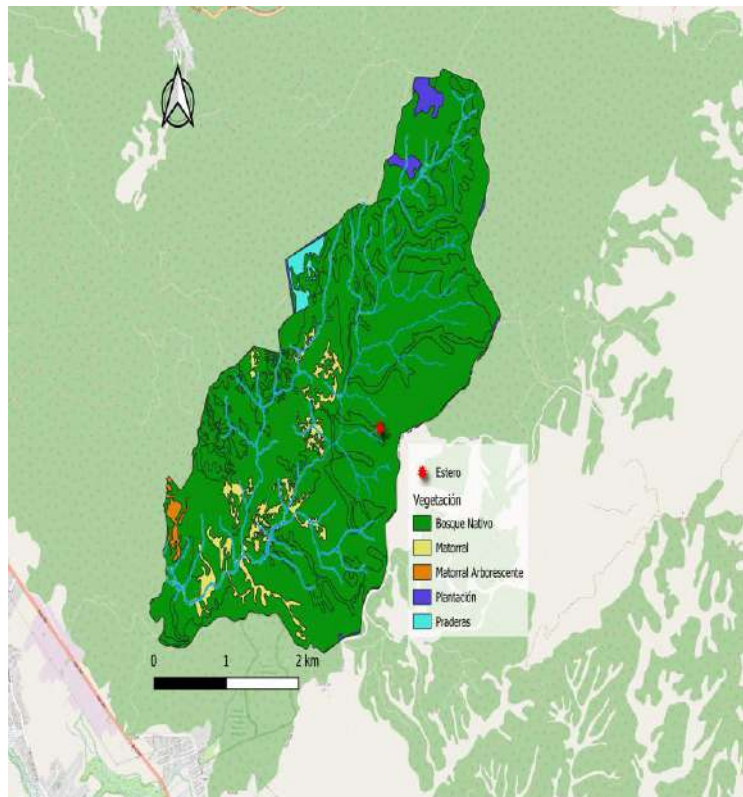 N
Estero
Vegetación
Bosque Nativo
Matorral
Matorral Arborescente
Plantación
Praderas
0 1 2 km